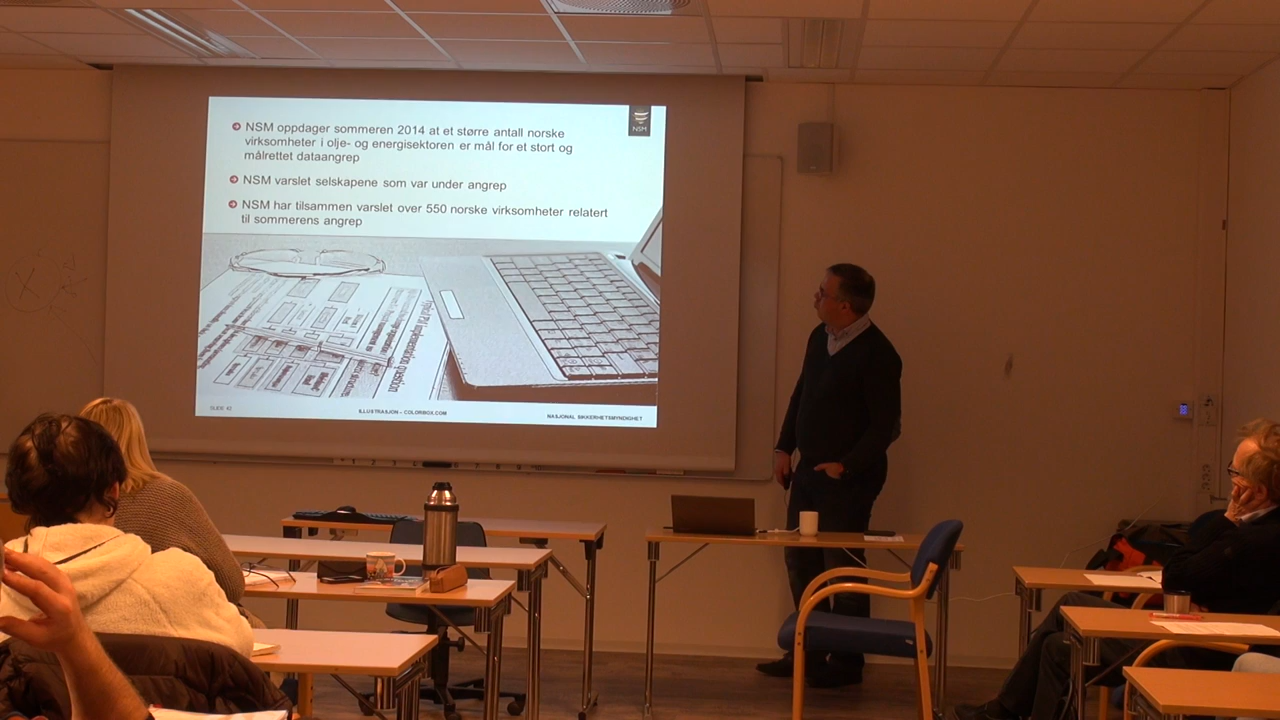 NSM oppdager sommeren 2014 at et større antall norske
virksomheter i olje- og energisektoren er mål for et stort og
målrettet dataangrep
NSM
NSM varslet selskapene som var under angrep
NSM har tilsammen varslet over 550 norske virksomheter relatert
til sommerens angrep
SLIDE 42
ILLUSTRASJON - COLORBOX.COM
NASJONAL SIKKERHETSMYNDIGHET